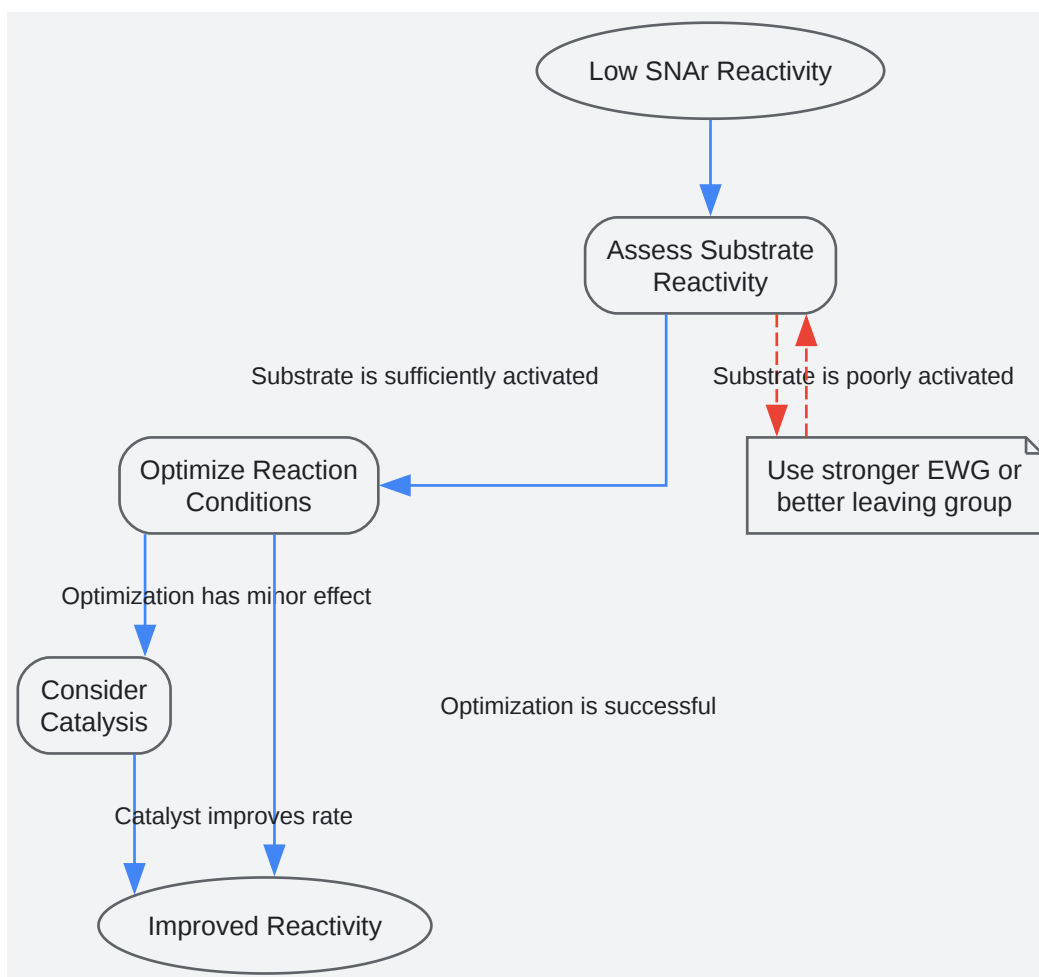 Low SNAr Reactivity
Assess Substrate
Reactivity
Substrate is sufficiently activated
Substrate is poorly activated
Optimize Reaction
Conditions
Use stronger EWG or
better leaving group
Optimization has minor effect
Consider
Catalysis
Optimization is successful
Catalyst improves rate
Improved Reactivity